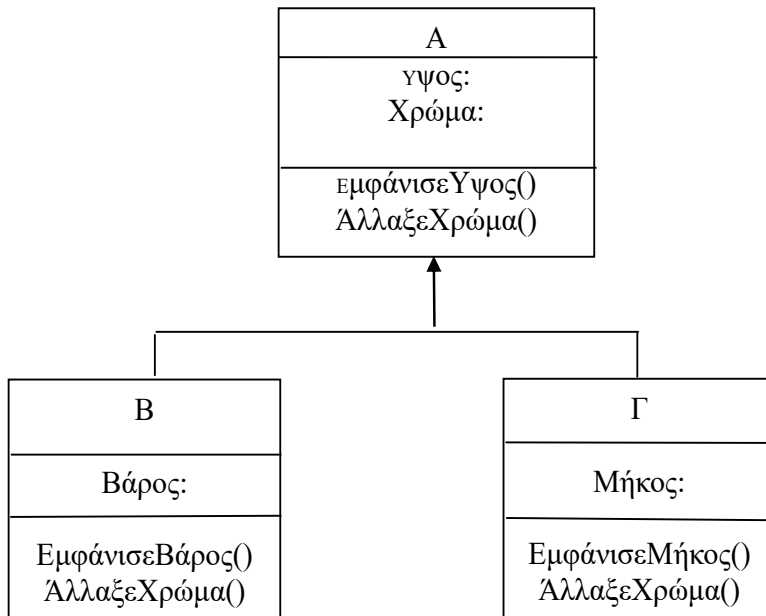 Α
Υψος:
Χρώμα:
ΕμφάνισεΥψος()
ΆλλαξεΧρώμα()
Β
Βάρος:
ΕμφάνισεΒάρος()
ΆλλαξεΧρώμα()
Γ
Μήκος:
ΕμφάνισεΜήκος()
ΆλλαξεΧρώμα()